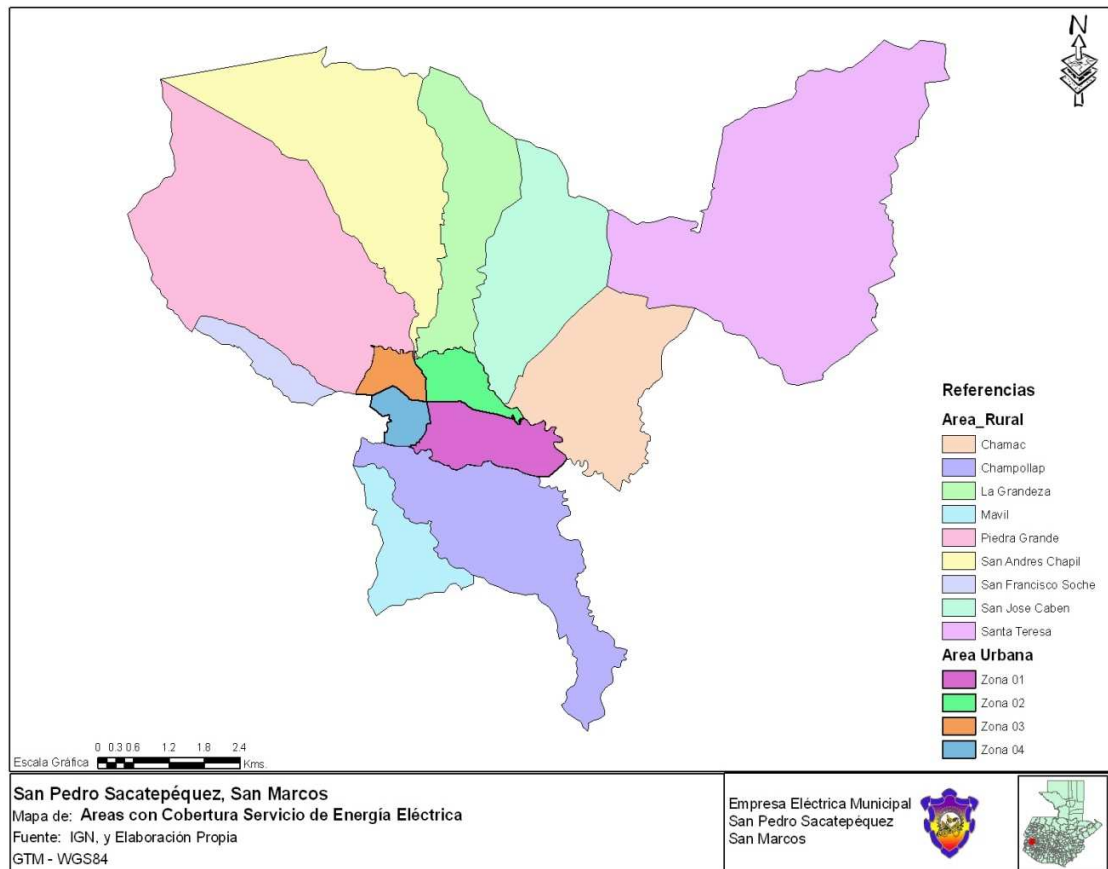 N
Referencias
Area_Rural
Chamac
Champollap
La Grandeza
Mavil
Piedra Grande
San Andres Chapil
San Francisco Soche
San Jose Caben
Santa Teresa
Area Urbana
Zona 01
Zona 02
Zona 03
Zona 04
0 0.3 0.6 1.2 1.8 2.4
Escala Gráfica Kms.
San Pedro Sacatepéquez, San Marcos
Mapa de: Areas con Cobertura Servicio de Energía Eléctrica
Fuente: IGN, y Elaboración Propia
GTM - WGS84
Empresa Eléctrica Municipal
San Pedro Sacatepéquez
San Marcos